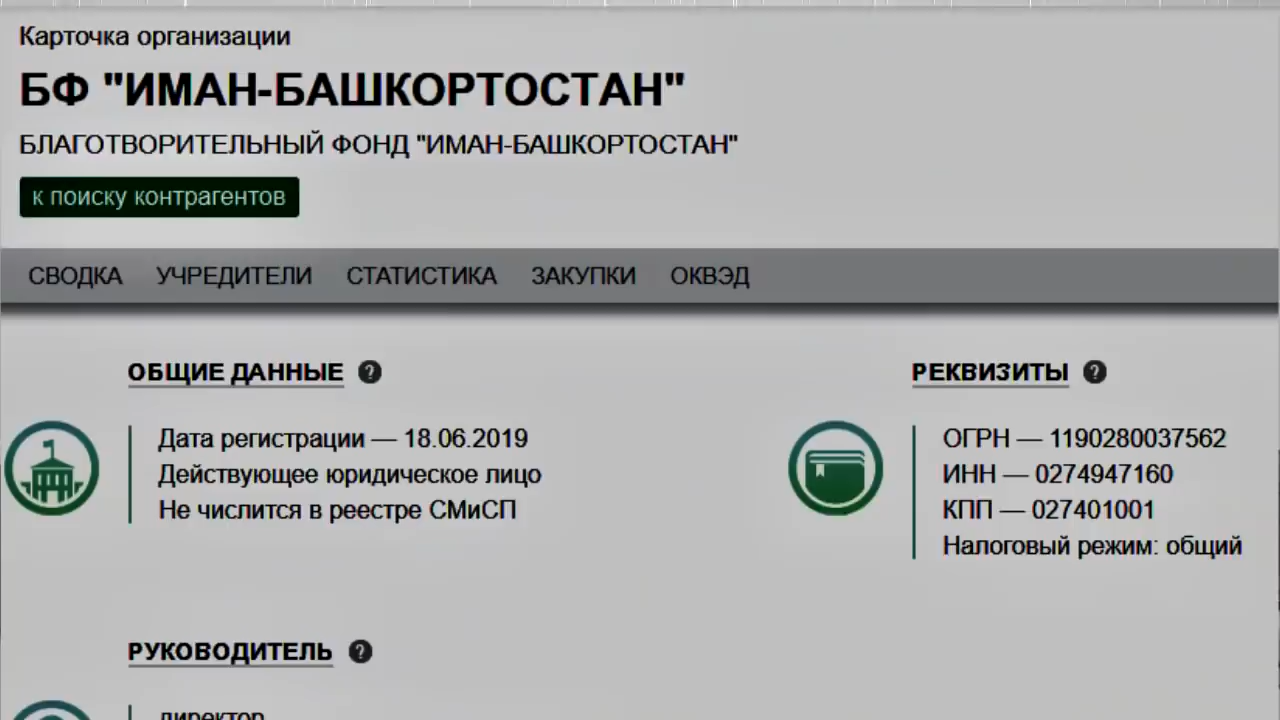 Карточка организации
БФ "ИМАН-БАШКОРТОСТАН"
БЛАГОТВОРИТЕЛЬНЫЙ ФОНД "ИМАН-БАШКОРТОСТАН"
к поиску контрагентов
СВОДКА УЧРЕДИТЕЛИ СТАТИСТИКА ЗАКУПКИ ОКВЭД
ОБЩИЕ ДАННЫЕ ?
Дата регистрации — 18.06.2019
Действующее юридическое лицо
Не числится в реестре СМиСП
РЕКВИЗИТЫ ?
ОГРН — 1190280037562
ИНН — 0274947160
КПП — 027401001
Налоговый режим: общий
РУКОВОДИТЕЛЬ ?
директор